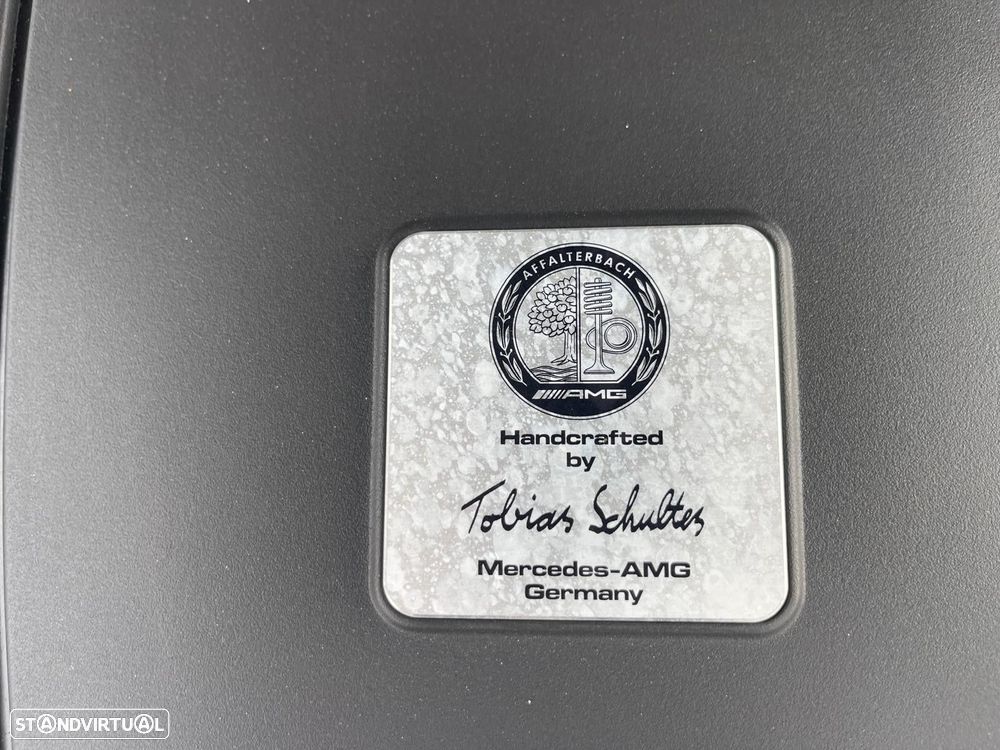 AFFALTERBACH
AMG
Handcrafted
by
Tobias Schultes
Mercedes-AMG
Germany
STANDVIRTUAL